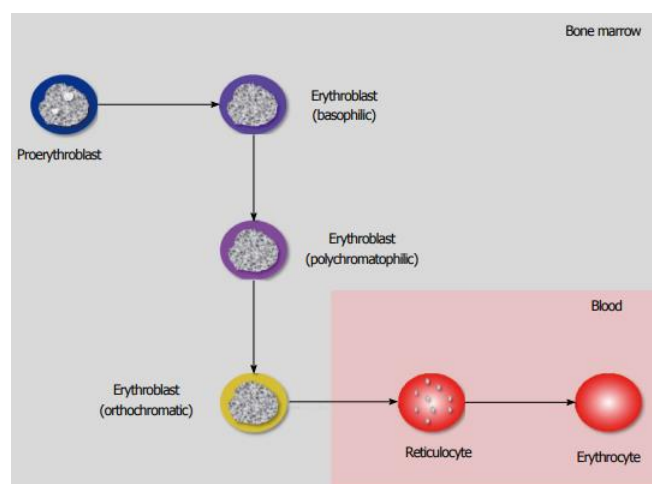 Bone marrow
Erythroblast
(basophilic)
Proerythroblast
Erythroblast
(polychromatophilic)
Blood
Erythroblast
(orthochromatic)
Reticulocyte
Erythrocyte